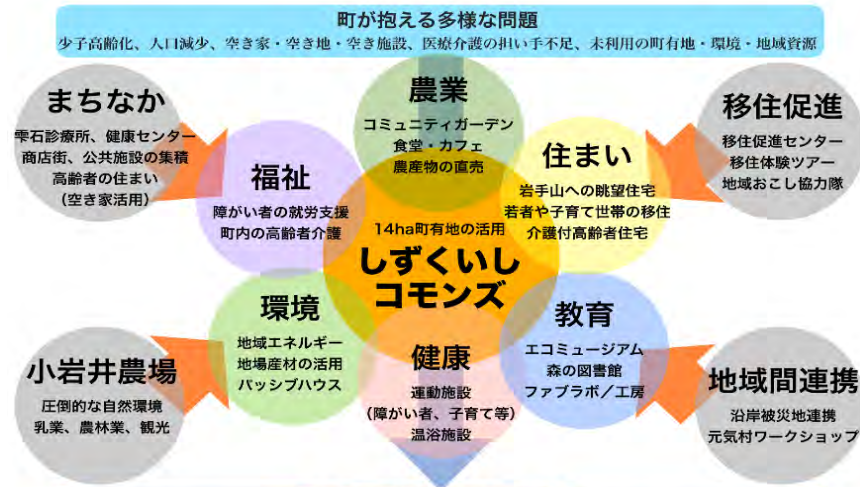 町が抱える多様な問題
少子高齢化、人口減少、空き家・空き地・空き施設、医療介護の担い手不足、未利用の町有地・環境・地域資源
まちなか
雫石診療所、健康センター
商店街、公共施設の集積
高齢者の住まい
（空き家活用）
農業
コミュニティガーデン
食堂・カフェ
農産物の直売
移住促進
移住促進センター
移住体験ツアー
地域おこし協力隊
福祉
障がい者の就労支援
町内の高齢者介護
住まい
岩手山への眺望住宅
若者や子育て世帯の移住
介護付高齢者住宅
14ha町有地の活用
しずくいし
コモンズ
環境
地域エネルギー
地場産材の活用
パッシブハウス
健康
運動施設
（障がい者、子育て等）
温浴施設
教育
エコミュージアム
森の図書館
ファブラボ／工房
小岩井農場
圧倒的な自然環境
乳業、農林業、観光
地域間連携
沿岸被災地連携
元気村ワークショップ